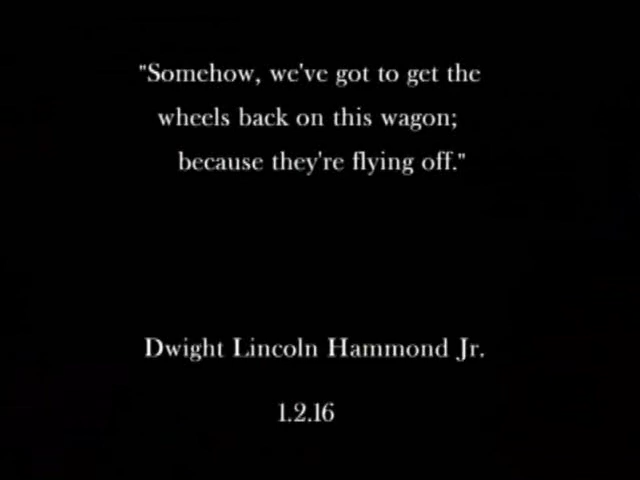 "Somehow, we've got to get the
wheels back on this wagon;
because they're flying off."
Dwight Lincoln Hammond Jr.
1.2.16